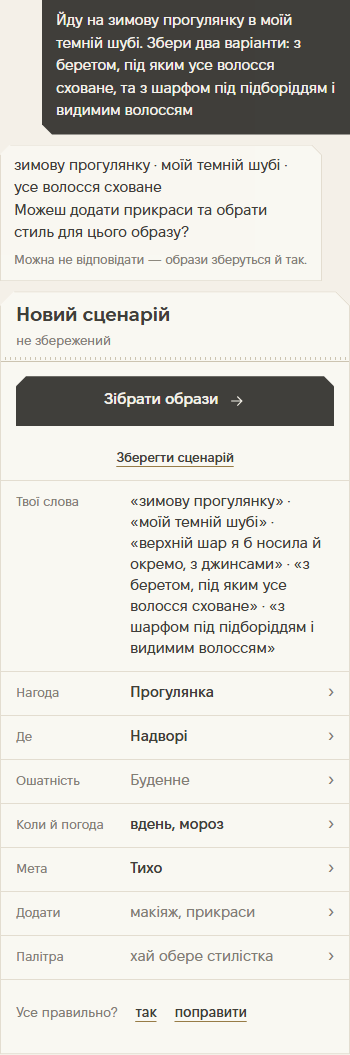 Йду на зимову прогулянку в моїй
темній шубі. Збери два варіанти: з
беретом, під яким усе волосся
сховане, та з шарфом під підборіддям і
видимим волоссям
зимову прогулянку · моїй темній шубі ·
усе волосся сховане
Можеш додати прикраси та обрати
стиль для цього образу?
Можна не відповідати — образи зберуться й так.
Новий сценарій
не збережений
Зібрати образи →
Зберегти сценарій
Твої слова «зимову прогулянку» ·
«моїй темній шубі» ·
«верхній шар я б носила й
окремо, з джинсами» · «з
беретом, під яким усе
волосся сховане» · «з
шарфом під підборіддям і
видимим волоссям»
Нагода Прогулянка ›
Де Надворі ›
Ошатність Буденне ›
Коли й погода вдень, мороз ›
Мета Тихо ›
Додати макіяж, прикраси ›
Палітра хай обере стилістка ›
Усе правильно? так поправити